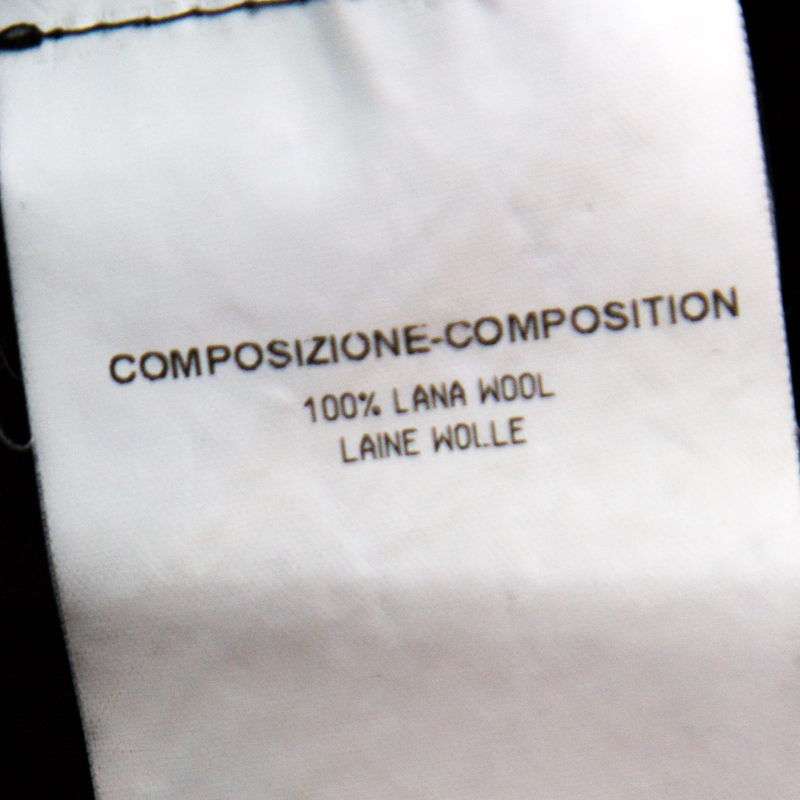 COMPOSIZIONE-COMPOSITION
100% LANA WOOL
LAINE WOLLE